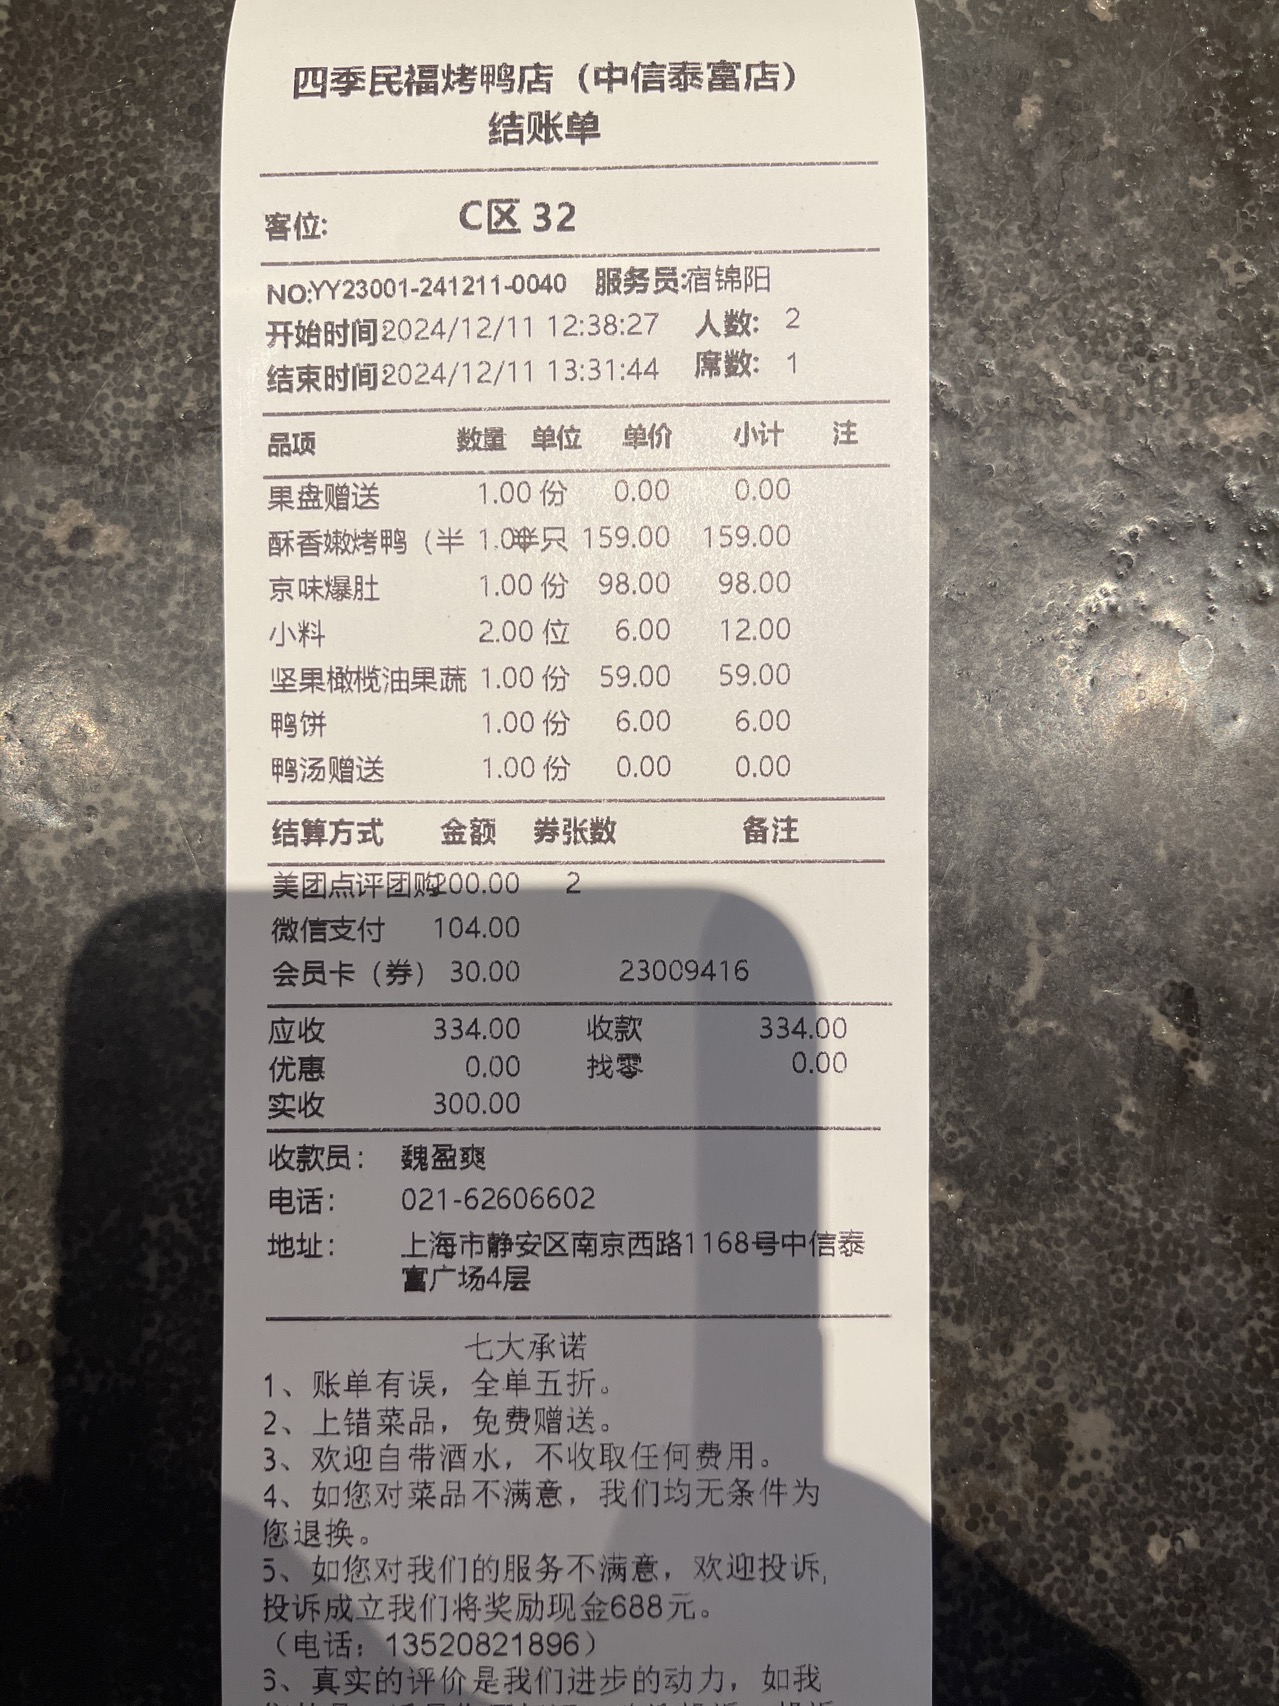 四季民福烤鸭店（中信泰富店）
结账单
客位: C区 32
NO:YY23001-241211-0040 服务员:宿锦阳
开始时间2024/12/11 12:38:27 人数: 2
结束时间2024/12/11 13:31:44 席数: 1
品项 数量 单位 单价 小计 注
果盘赠送 1.00 份 0.00 0.00
酥香嫩烤鸭（半 1.00半只 159.00 159.00
京味爆肚 1.00 份 98.00 98.00
小料 2.00 位 6.00 12.00
坚果橄榄油果蔬 1.00 份 59.00 59.00
鸭饼 1.00 份 6.00 6.00
鸭汤赠送 1.00 份 0.00 0.00
结算方式 金额 券张数 备注
美团点评团购200.00 2
微信支付 104.00
会员卡（券） 30.00 23009416
应收 334.00 收款 334.00
优惠 0.00 找零 0.00
实收 300.00
收款员： 魏盈爽
电话： 021-62606602
地址： 上海市静安区南京西路1168号中信泰
富广场4层
七大承诺
1、账单有误，全单五折。
2、上错菜品，免费赠送。
3、欢迎自带酒水，不收取任何费用。
4、如您对菜品不满意，我们均无条件为
您退换。
5、如您对我们的服务不满意，欢迎投诉,
投诉成立我们将奖励现金688元。
（电话：13520821896）
6、真实的评价是我们进步的动力，如我